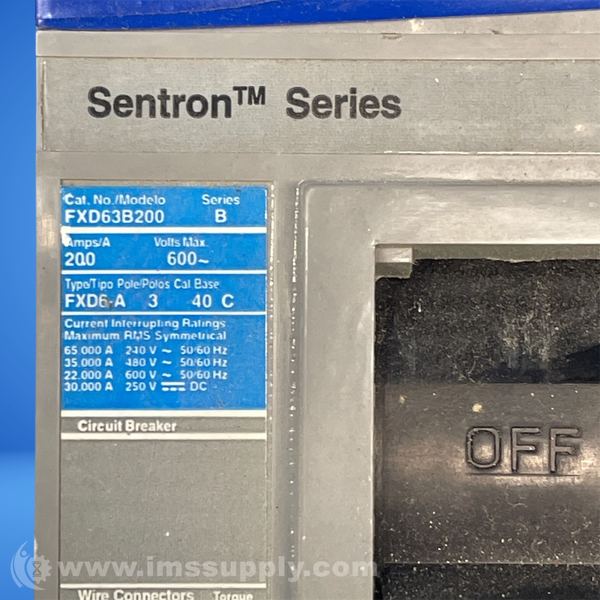 Sentron™ Series
Cat. No./Modelo Series
FXD63B200 B
Amps/A Volts Max.
200 600~
Type/Tipo Pole/Polos Cal Base
FXD6-A 3 40 C
Current Interrupting Ratings
Maximum RMS Symmetrical
65,000 A 240 V ~ 50/60 Hz
35,000 A 480 V ~ 50/60 Hz
22,000 A 600 V ~ 50/60 Hz
30,000 A 250 V ⎓ DC
Circuit Breaker
OFF
www.imssupply.com
Wire Connectors Torque